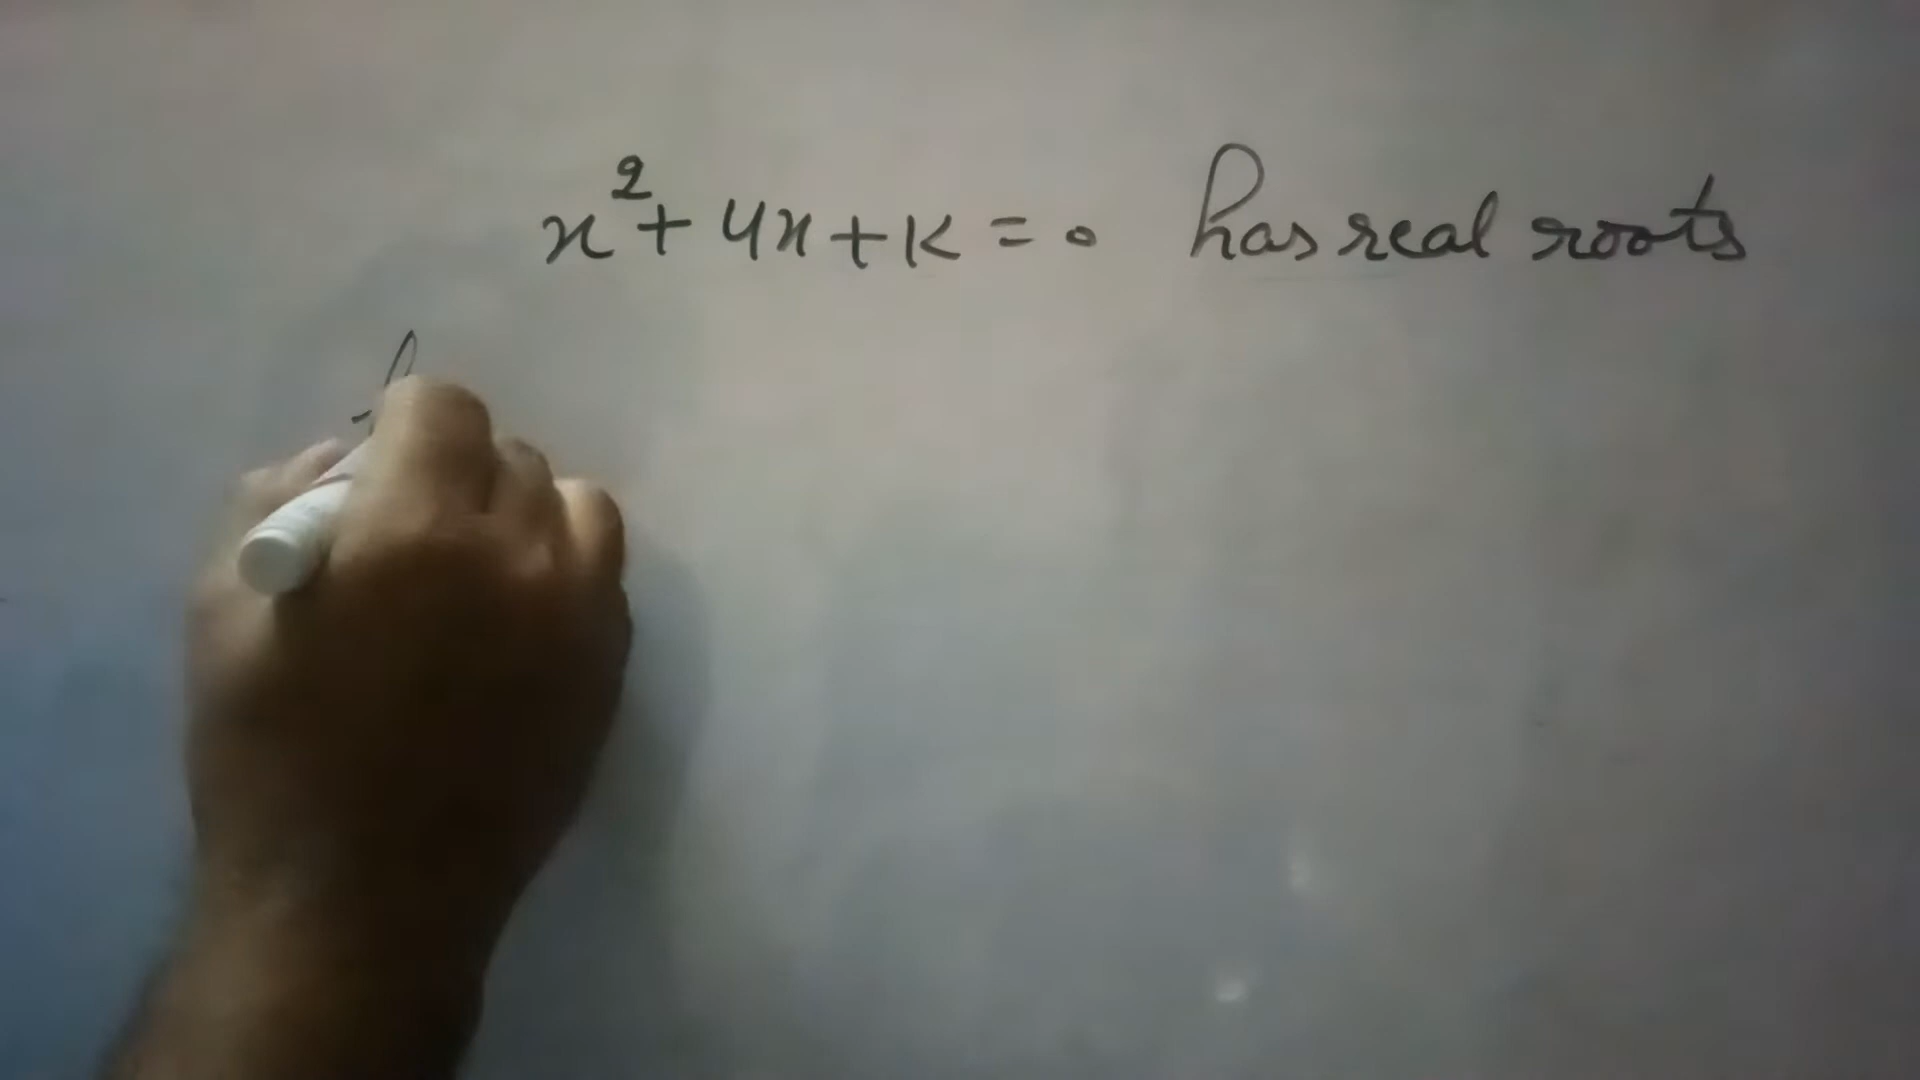 x² + 4x + k = 0 has real roots